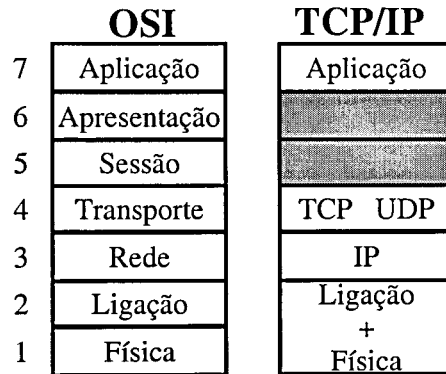 OSI TCP/IP
7 Aplicação Aplicação
6 Apresentação
5 Sessão
4 Transporte TCP UDP
3 Rede IP
2 Ligação Ligação
+
1 Física Física